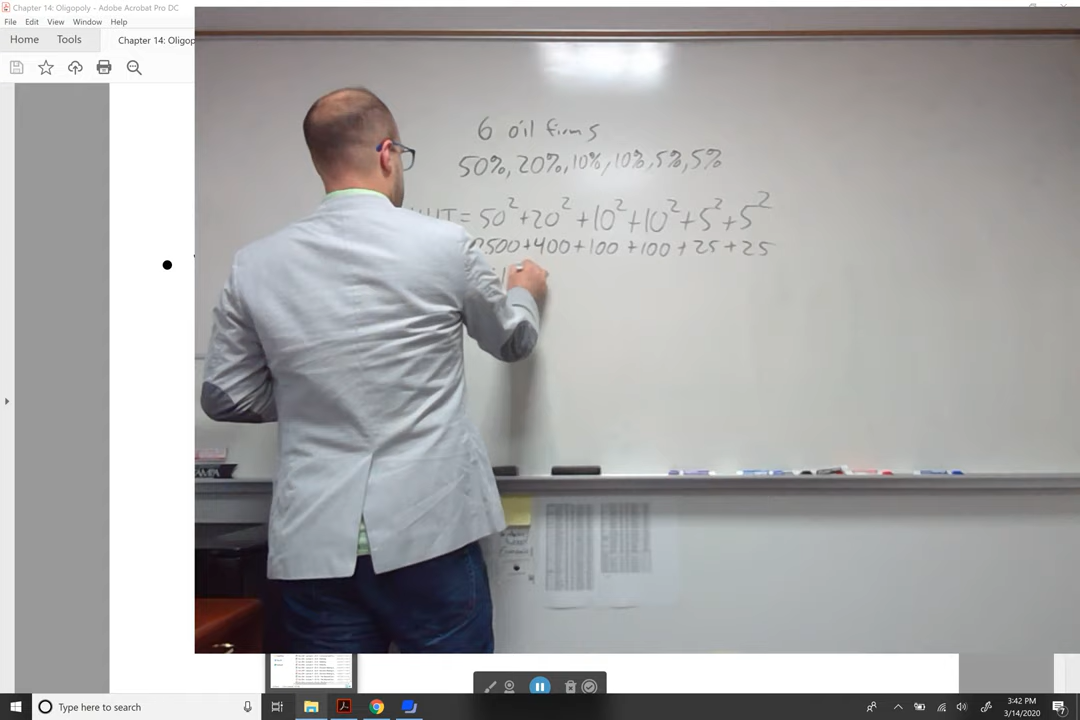 Chapter 14: Oligopoly - Adobe Acrobat Pro DC
File Edit View Window Help
Home Tools Chapter 14: Oligop
6 oil firms
50%, 20%, 10%, 10%, 5%, 5%
= 50² + 20² + 10² + 10² + 5² + 5²
2500 + 400 + 100 + 100 + 25 + 25
Type here to search
3:42 PM
3/14/2020